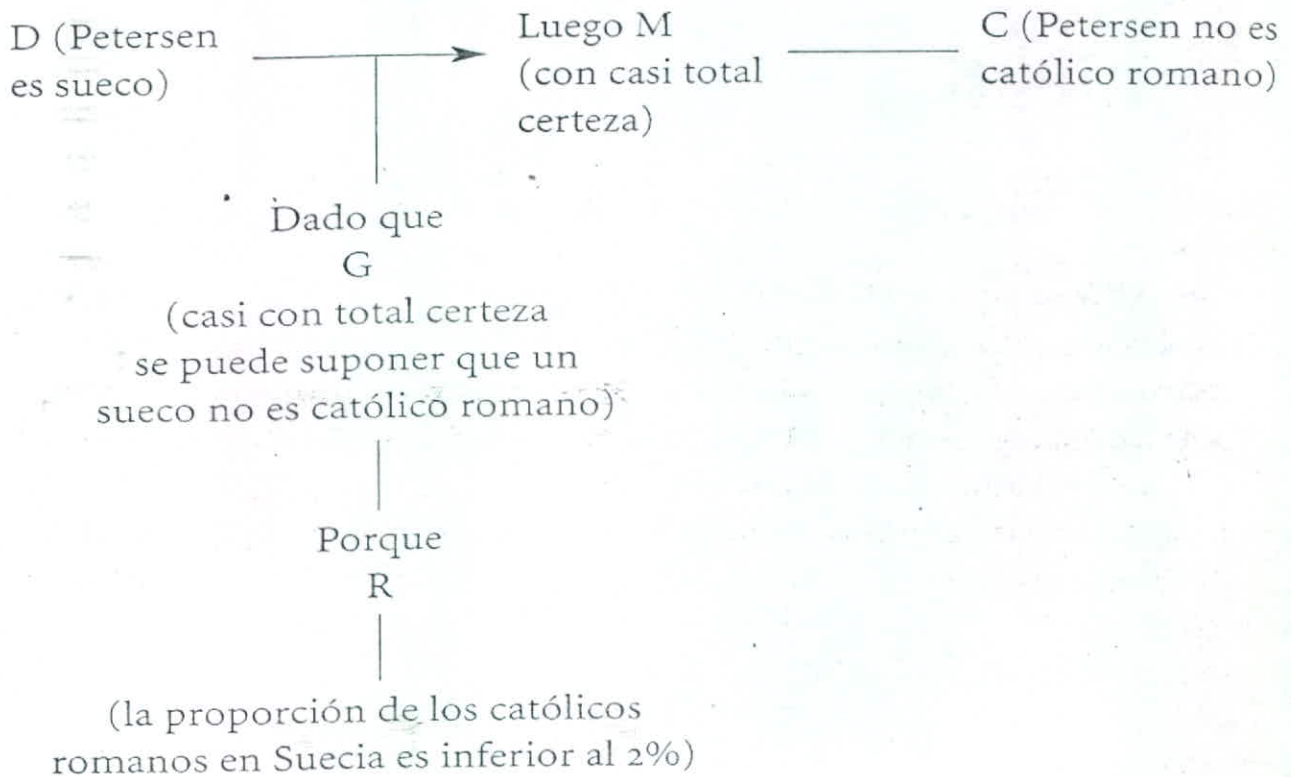 D (Petersen
es sueco)
Luego M
(con casi total
certeza)
C (Petersen no es
católico romano)
Dado que
G
(casi con total certeza
se puede suponer que un
sueco no es católico romano)
Porque
R
(la proporción de los católicos
romanos en Suecia es inferior al 2%)